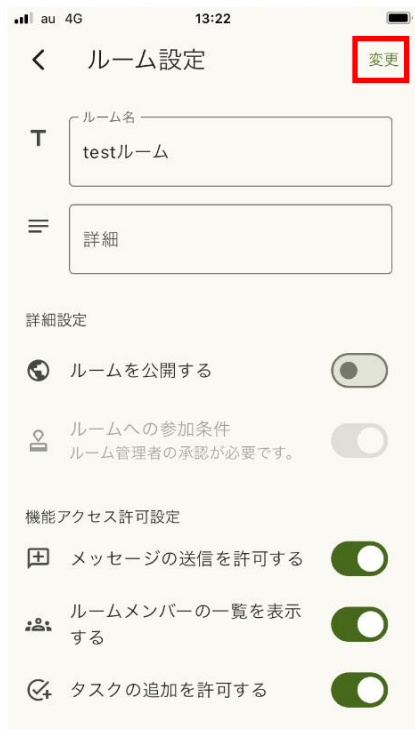 au 4G 13:22
ルーム設定 変更
ルーム名
T
testルーム
詳細
詳細設定
ルームを公開する
ルームへの参加条件
ルーム管理者の承認が必要です。
機能アクセス許可設定
メッセージの送信を許可する
ルームメンバーの一覧を表示
する
タスクの追加を許可する